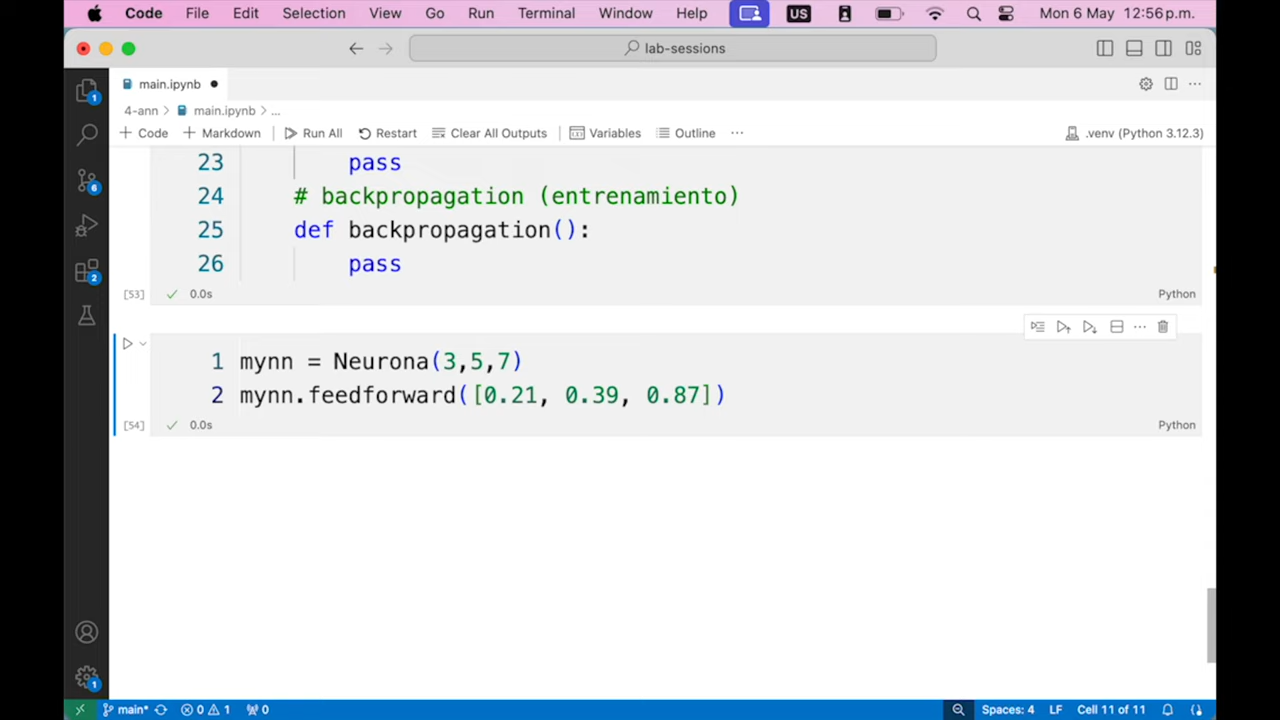 Code File Edit Selection View Go Run Terminal Window Help US Mon 6 May 12:56 p.m.
lab-sessions
main.ipynb
4-ann > main.ipynb > ...
+ Code + Markdown Run All Restart Clear All Outputs Variables Outline ... .venv (Python 3.12.3)
23 pass
24 # backpropagation (entrenamiento)
25 def backpropagation():
26 pass
[53] 0.0s Python
1 mynn = Neurona(3,5,7)
2 mynn.feedforward([0.21, 0.39, 0.87])
[54] 0.0s Python
1
6
2
1
main* 0 1 0 Spaces: 4 LF Cell 11 of 11